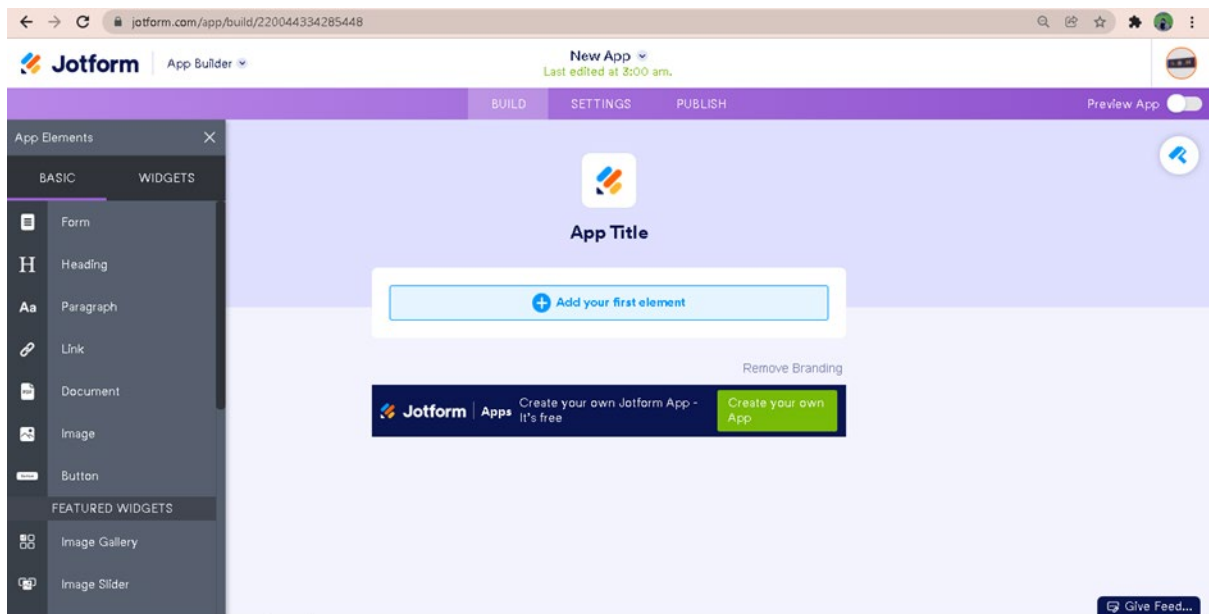 jotform.com/app/build/220044334285448
Jotform
App Builder
New App
Last edited at 3:00 am.
BUILD
SETTINGS
PUBLISH
Preview App
App Elements
BASIC
WIDGETS
Form
H
Heading
Aa
Paragraph
Link
Document
Image
Button
FEATURED WIDGETS
Image Gallery
Image Slider
App Title
Add your first element
Remove Branding
Jotform
Apps
Create your own Jotform App -
It's free
Create your own
App
Give Feed...